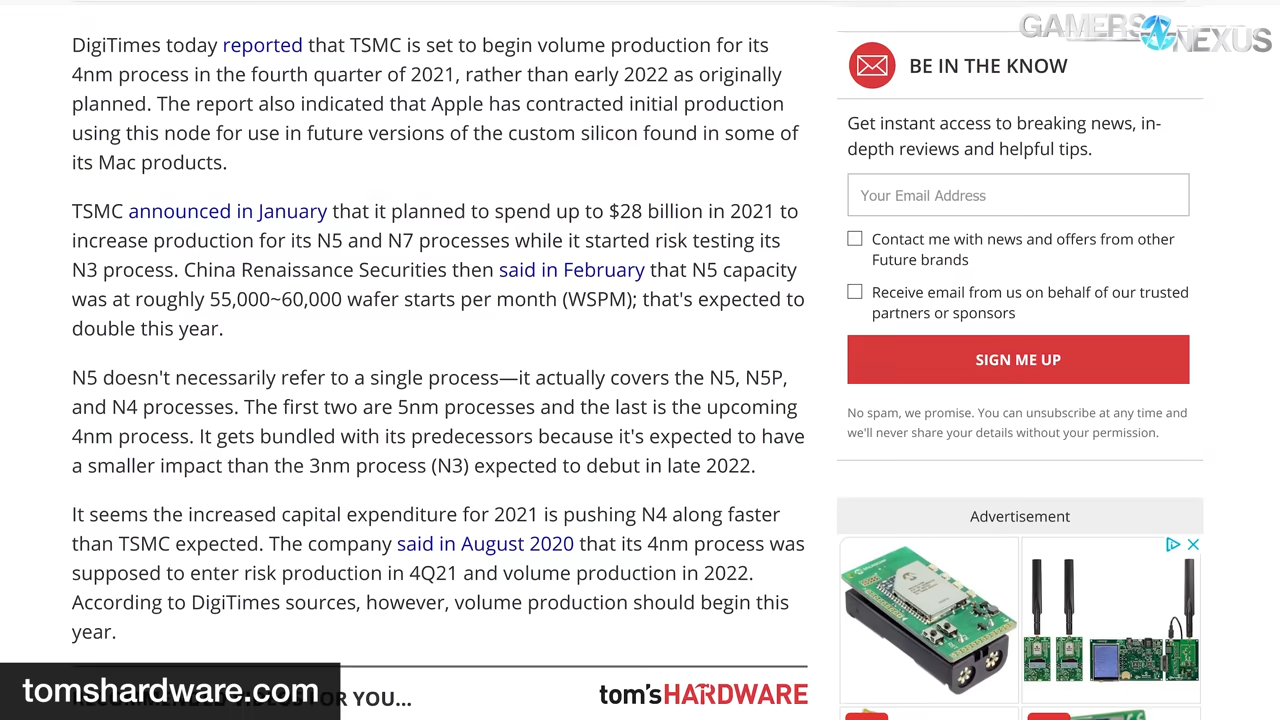 DigiTimes today reported that TSMC is set to begin volume production for its
4nm process in the fourth quarter of 2021, rather than early 2022 as originally
planned. The report also indicated that Apple has contracted initial production
using this node for use in future versions of the custom silicon found in some of
its Mac products.
TSMC announced in January that it planned to spend up to $28 billion in 2021 to
increase production for its N5 and N7 processes while it started risk testing its
N3 process. China Renaissance Securities then said in February that N5 capacity
was at roughly 55,000~60,000 wafer starts per month (WSPM); that's expected to
double this year.
N5 doesn't necessarily refer to a single process—it actually covers the N5, N5P,
and N4 processes. The first two are 5nm processes and the last is the upcoming
4nm process. It gets bundled with its predecessors because it's expected to have
a smaller impact than the 3nm process (N3) expected to debut in late 2022.
It seems the increased capital expenditure for 2021 is pushing N4 along faster
than TSMC expected. The company said in August 2020 that its 4nm process was
supposed to enter risk production in 4Q21 and volume production in 2022.
According to DigiTimes sources, however, volume production should begin this
year.
tomshardware.com
FOR YOU...
tom'sHARDWARE
GAMERS NEXUS
BE IN THE KNOW
Get instant access to breaking news, in-
depth reviews and helpful tips.
Your Email Address
Contact me with news and offers from other
Future brands
Receive email from us on behalf of our trusted
partners or sponsors
SIGN ME UP
No spam, we promise. You can unsubscribe at any time and
we'll never share your details without your permission.
Advertisement